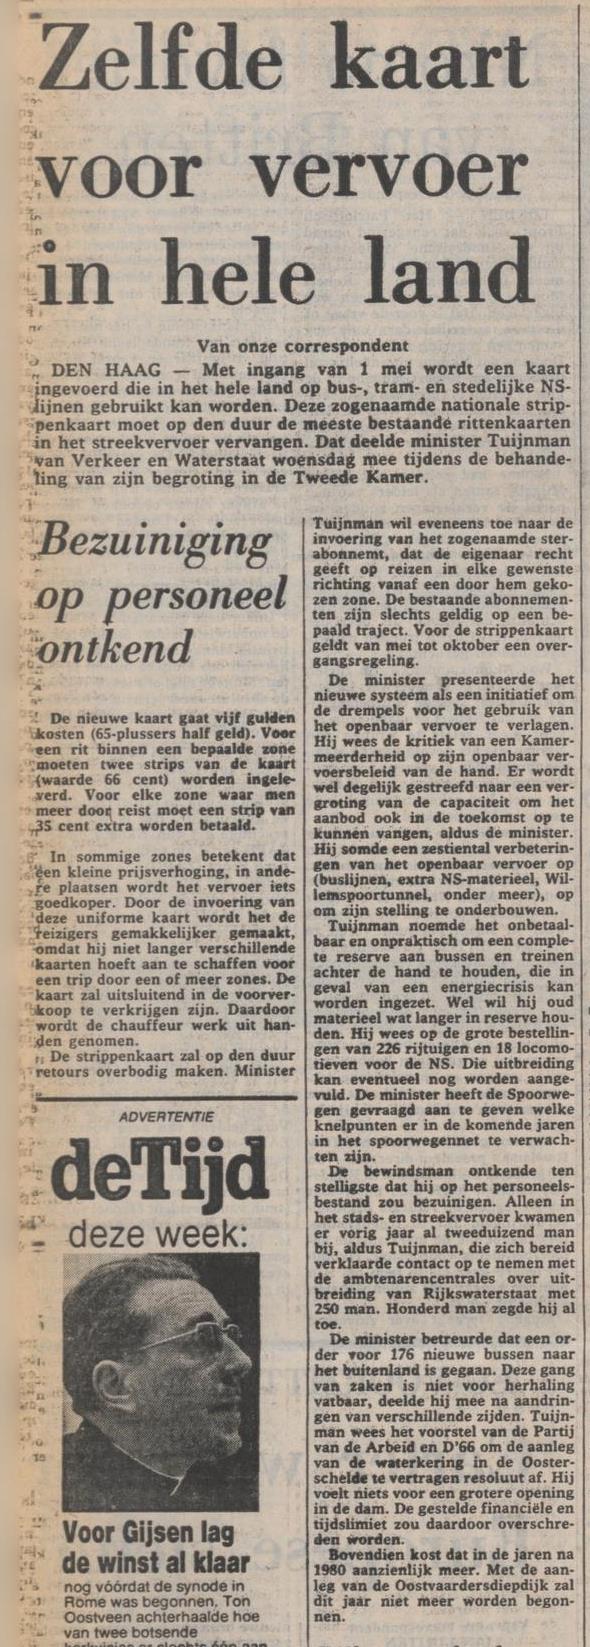 Zelfde kaart
voor vervoer
in hele land
Van onze correspondent
DEN HAAG — Met ingang van 1 mei wordt een kaart
ingevoerd die in het hele land op bus-, tram- en stedelijke NS-
lijnen gebruikt kan worden. Deze zogenaamde nationale strip-
penkaart moet op den duur de meeste bestaande rittenkaarten
in het streekvervoer vervangen. Dat deelde minister Tuijnman
van Verkeer en Waterstaat woensdag mee tijdens de behande-
ling van zijn begroting in de Tweede Kamer.
Bezuiniging
op personeel
ontkend
De nieuwe kaart gaat vijf gulden
kosten (65-plussers half geld). Voor
een rit binnen een bepaalde zone
moeten twee strips van de kaart
(waarde 66 cent) worden ingele-
verd. Voor elke zone waar men
meer door reist moet een strip van
35 cent extra worden betaald.
In sommige zones betekent dat
een kleine prijsverhoging, in ande-
re plaatsen wordt het vervoer iets
goedkoper. Door de invoering van
deze uniforme kaart wordt het de
reizigers gemakkelijker gemaakt,
omdat hij niet langer verschillende
kaarten hoeft aan te schaffen voor
een trip door een of meer zones. De
kaart zal uitsluitend in de voorver-
koop te verkrijgen zijn. Daardoor
wordt de chauffeur werk uit han-
den genomen.
De strippenkaart zal op den duur
retours overbodig maken. Minister
Tuijnman wil eveneens toe naar de
invoering van het zogenaamde ster-
abonnemt, dat de eigenaar recht
geeft op reizen in elke gewenste
richting vanaf een door hem geko-
zen zone. De bestaande abonnemen-
ten zijn slechts geldig op een be-
paald traject. Voor de strippenkaart
geldt van mei tot oktober een over-
gangsregeling.
De minister presenteerde het
nieuwe systeem als een initiatief om
de drempels voor het gebruik van
het openbaar vervoer te verlagen.
Hij wees de kritiek van een Kamer-
meerderheid op zijn openbaar ver-
voersbeleid van de hand. Er wordt
wel degelijk gestreefd naar een ver-
groting van de capaciteit om het
aanbod ook in de toekomst op te
kunnen vangen, aldus de minister.
Hij somde een zestiental verbeterin-
gen van het openbaar vervoer op
(buslijnen, extra NS-materieel, Wil-
lemspoortunnel, onder meer), op
om zijn stelling te onderbouwen.
Tuijnman noemde het onbetaal-
baar en onpraktisch om een comple-
te reserve aan bussen en treinen
achter de hand te houden, die in
geval van een energiecrisis kan
worden ingezet. Wel wil hij oud
materieel wat langer in reserve hou-
den. Hij wees op de grote bestellin-
gen van 226 rijtuigen en 18 locomo-
tieven voor de NS. Die uitbreiding
kan eventueel nog worden aange-
vuld. De minister heeft de Spoorwe-
gen gevraagd aan te geven welke
knelpunten er in de komende jaren
in het spoorwegennet te verwach-
ten zijn.
De bewindsman ontkende ten
stelligste dat hij op het personeels-
bestand zou bezuinigen. Alleen in
het stads- en streekvervoer kwamen
er vorig jaar al tweeduizend man
bij, aldus Tuijnman, die zich bereid
verklaarde contact op te nemen met
de ambtenarencentrales over uit-
breiding van Rijkswaterstaat met
250 man. Honderd man zegde hij al
toe.
De minister betreurde dat een or-
der voor 176 nieuwe bussen naar
het buitenland is gegaan. Deze gang
van zaken is niet voor herhaling
vatbaar, deelde hij mee na aandrin-
gen van verschillende zijden. Tuijn-
man wees het voorstel van de Partij
van de Arbeid en D'66 om de aanleg
van de waterkering in de Ooster-
schelde te vertragen resoluut af. Hij
voelt niets voor een grotere opening
in de dam. De gestelde financiële en
tijdslimiet zou daardoor overschre-
den worden.
Bovendien kost dat in de jaren na
1980 aanzienlijk meer. Met de aan-
leg van de Oostvaardersdiepdijk zal
dit jaar niet meer worden begon-
nen.
ADVERTENTIE
deTijd
deze week:
Voor Gijsen lag
de winst al klaar
nog vóórdat de synode in
Rome was begonnen. Ton
Oostveen achterhaalde hoe
van twee botsende